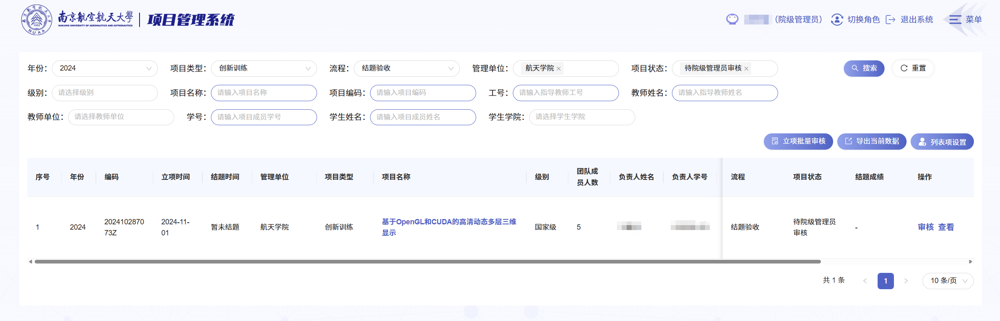 南京航空航天大學
NANJING UNIVERSITY OF AERONAUTICS AND ASTRONAUTICS
1952
NUAA
项目管理系统
(院级管理员)
切换角色
退出系统
菜单
年份: 2024
项目类型: 创新训练
流程: 结题验收
管理单位: 航天学院
项目状态: 待院级管理员审核
搜索
重置
级别: 请选择级别
项目名称: 请输入项目名称
项目编码: 请输入项目编码
工号: 请输入指导教师工号
教师姓名: 请输入指导教师姓名
教师单位: 请选择教师单位
学号: 请输入项目成员学号
学生姓名: 请输入项目成员姓名
学生学院: 请选择学生学院
立项批量审核
导出当前数据
列表项设置
序号
年份
编码
立项时间
结题时间
管理单位
项目类型
项目名称
级别
团队成
员人数
负责人姓名
负责人学号
流程
项目状态
结题成绩
操作
1
2024
2024102870
73Z
2024-11-
01
暂未结题
航天学院
创新训练
基于OpenGL和CUDA的高清动态多层三维
显示
国家级
5
结题验收
待院级管理员
审核
-
审核 查看
共 1 条
1
10 条/页